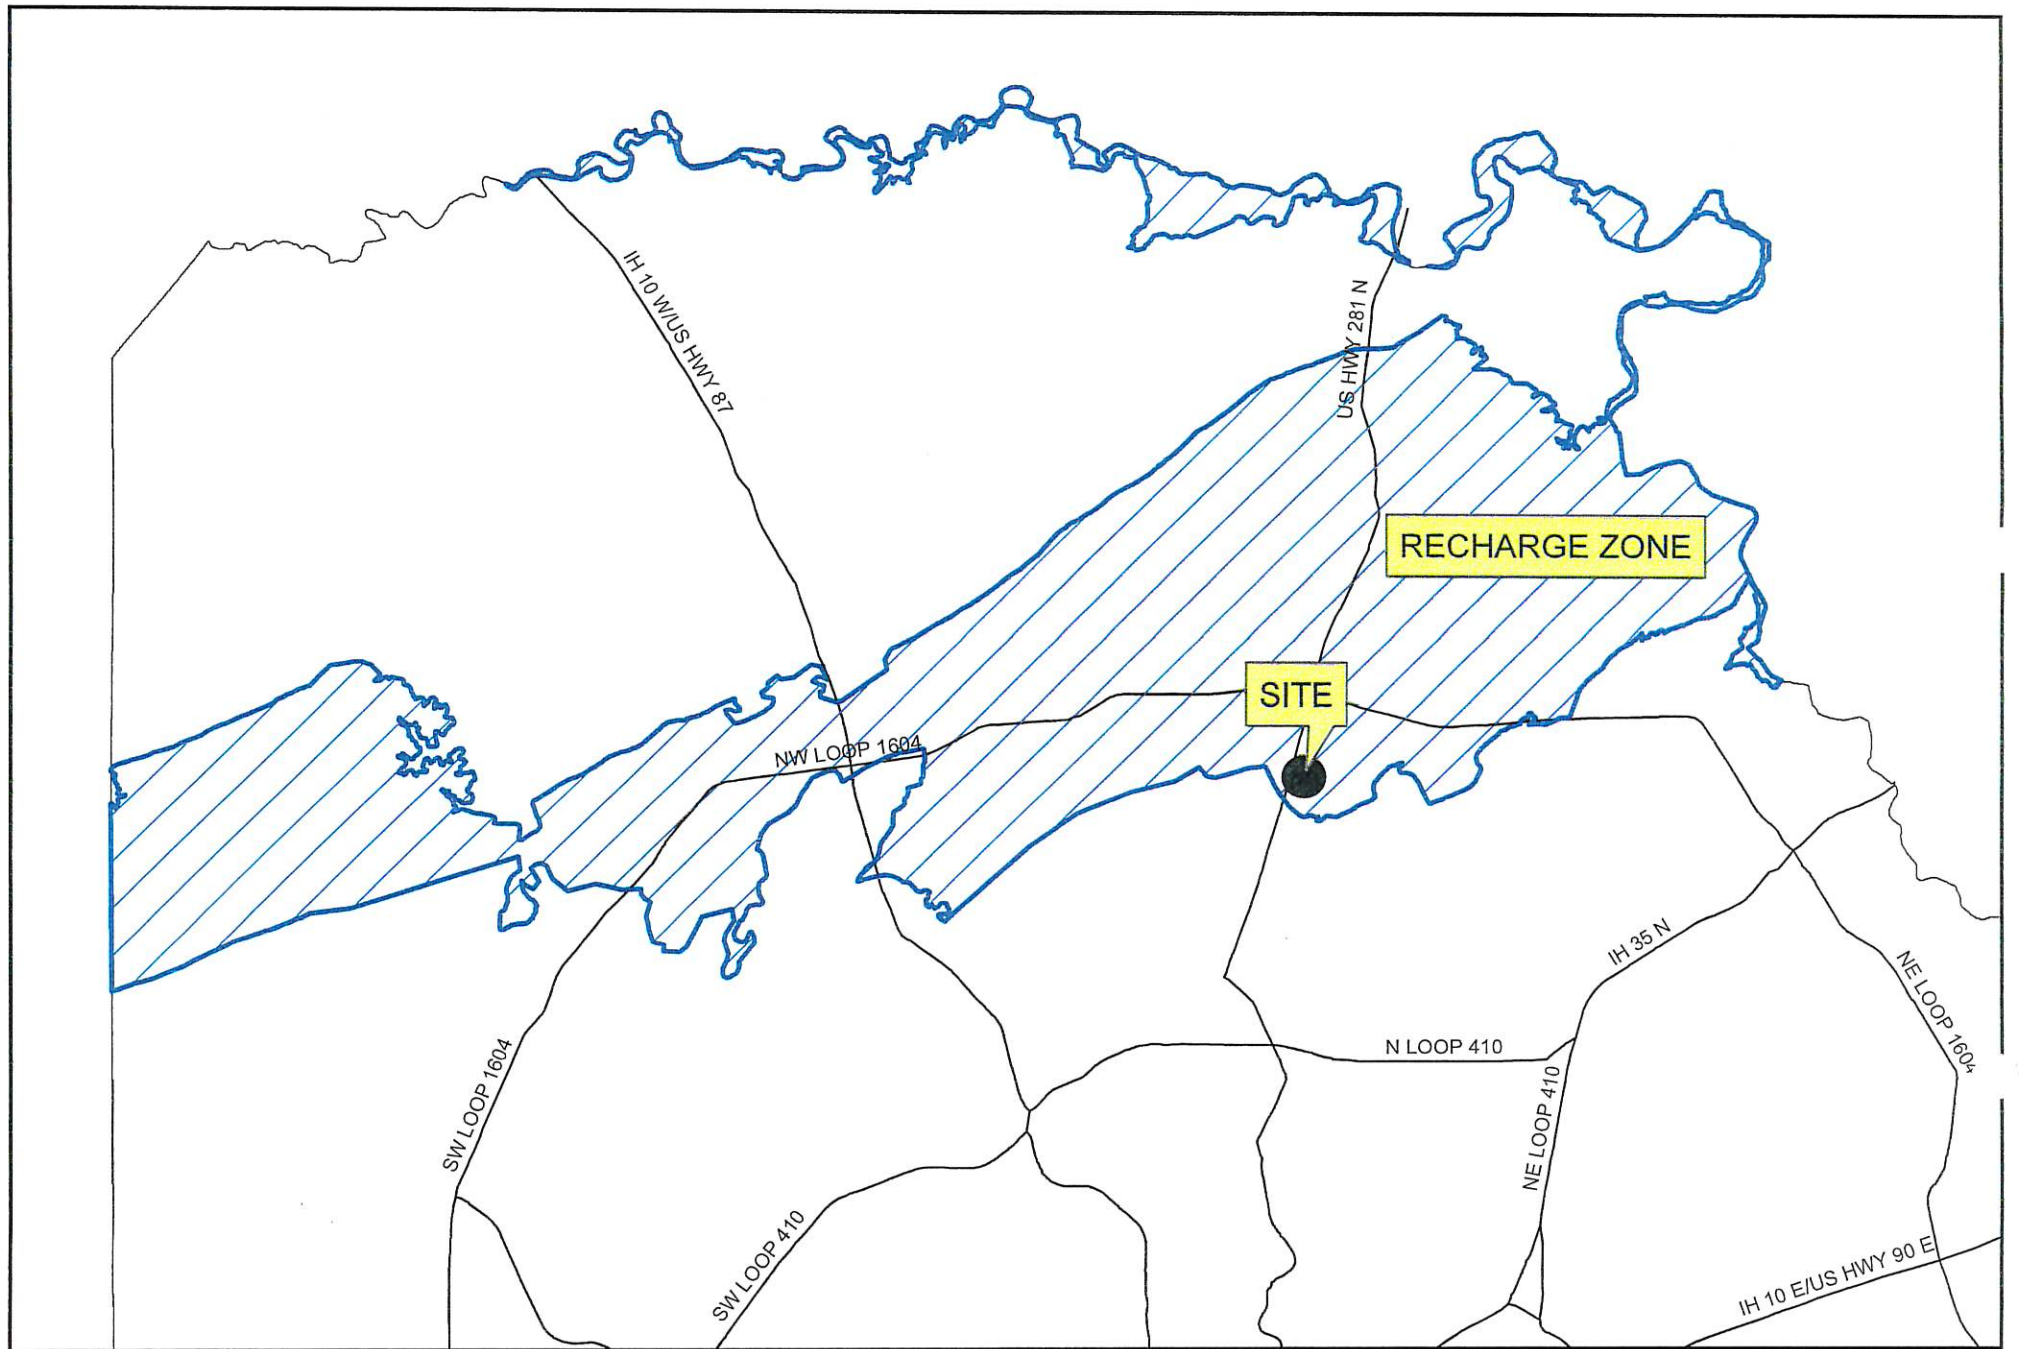 IH 10 W/US HWY 87
US HWY 281 N
RECHARGE ZONE
SITE
NW LOOP 1604
IH 35 N
NE LOOP 1604
SW LOOP 1604
N LOOP 410
NE LOOP 410
SW LOOP 410
IH 10 E/US HWY 90 E